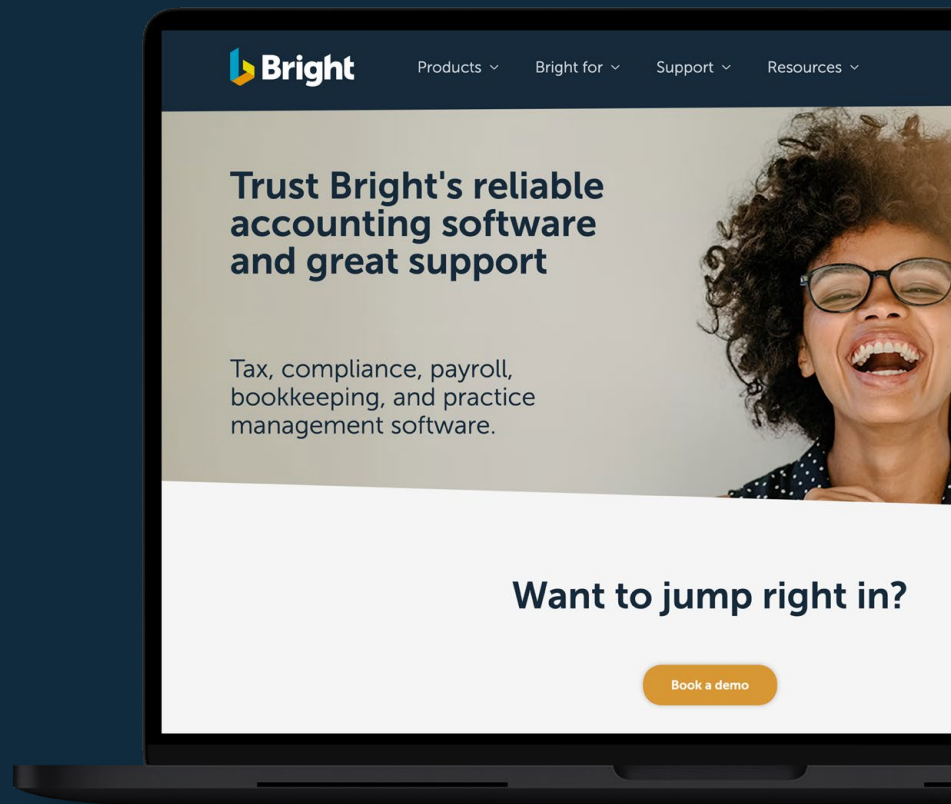 Bright
Products
Bright for
Support
Resources
Trust Bright's reliable
accounting software
and great support
Tax, compliance, payroll,
bookkeeping, and practice
management software.
Want to jump right in?
Book a demo